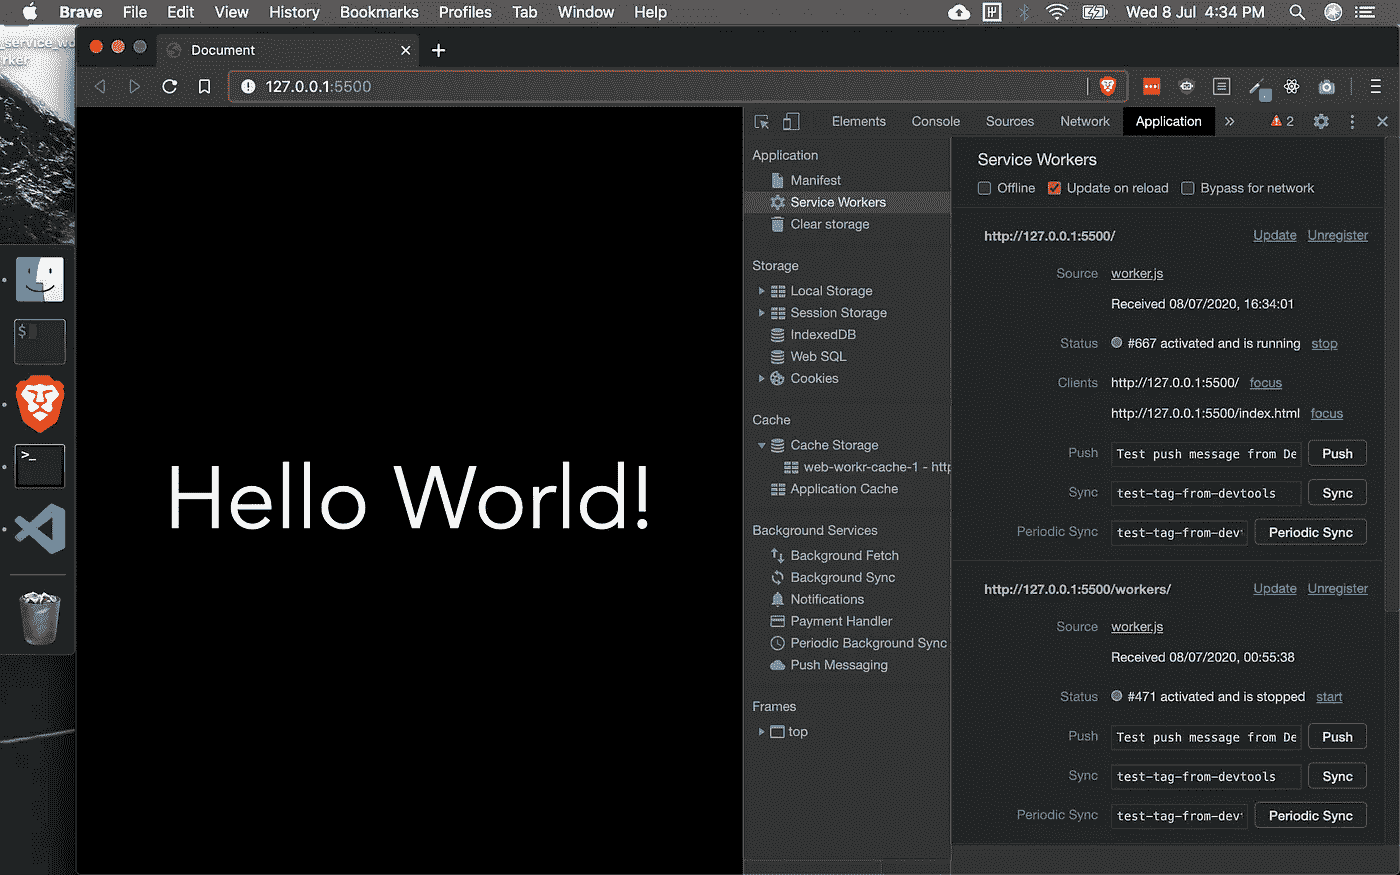 Brave File Edit View History Bookmarks Profiles Tab Window Help Wed 8 Jul 4:34 PM
Document
127.0.0.1:5500
Elements Console Sources Network Application » 2
Application
Manifest
Service Workers
Clear storage
Storage
Local Storage
Session Storage
IndexedDB
Web SQL
Cookies
Cache
Cache Storage
web-workr-cache-1 - http
Application Cache
Background Services
Background Fetch
Background Sync
Notifications
Payment Handler
Periodic Background Sync
Push Messaging
Frames
top
Service Workers
Offline Update on reload Bypass for network
http://127.0.0.1:5500/ Update Unregister
Source worker.js
Received 08/07/2020, 16:34:01
Status #667 activated and is running stop
Clients http://127.0.0.1:5500/ focus
http://127.0.0.1:5500/index.html focus
Push Test push message from De Push
Sync test-tag-from-devtools Sync
Periodic Sync test-tag-from-dev Periodic Sync
http://127.0.0.1:5500/workers/ Update Unregister
Source worker.js
Received 08/07/2020, 00:55:38
Status #471 activated and is stopped start
Push Test push message from De Push
Sync test-tag-from-devtools Sync
Periodic Sync test-tag-from-dev Periodic Sync
Hello World!
$
>_